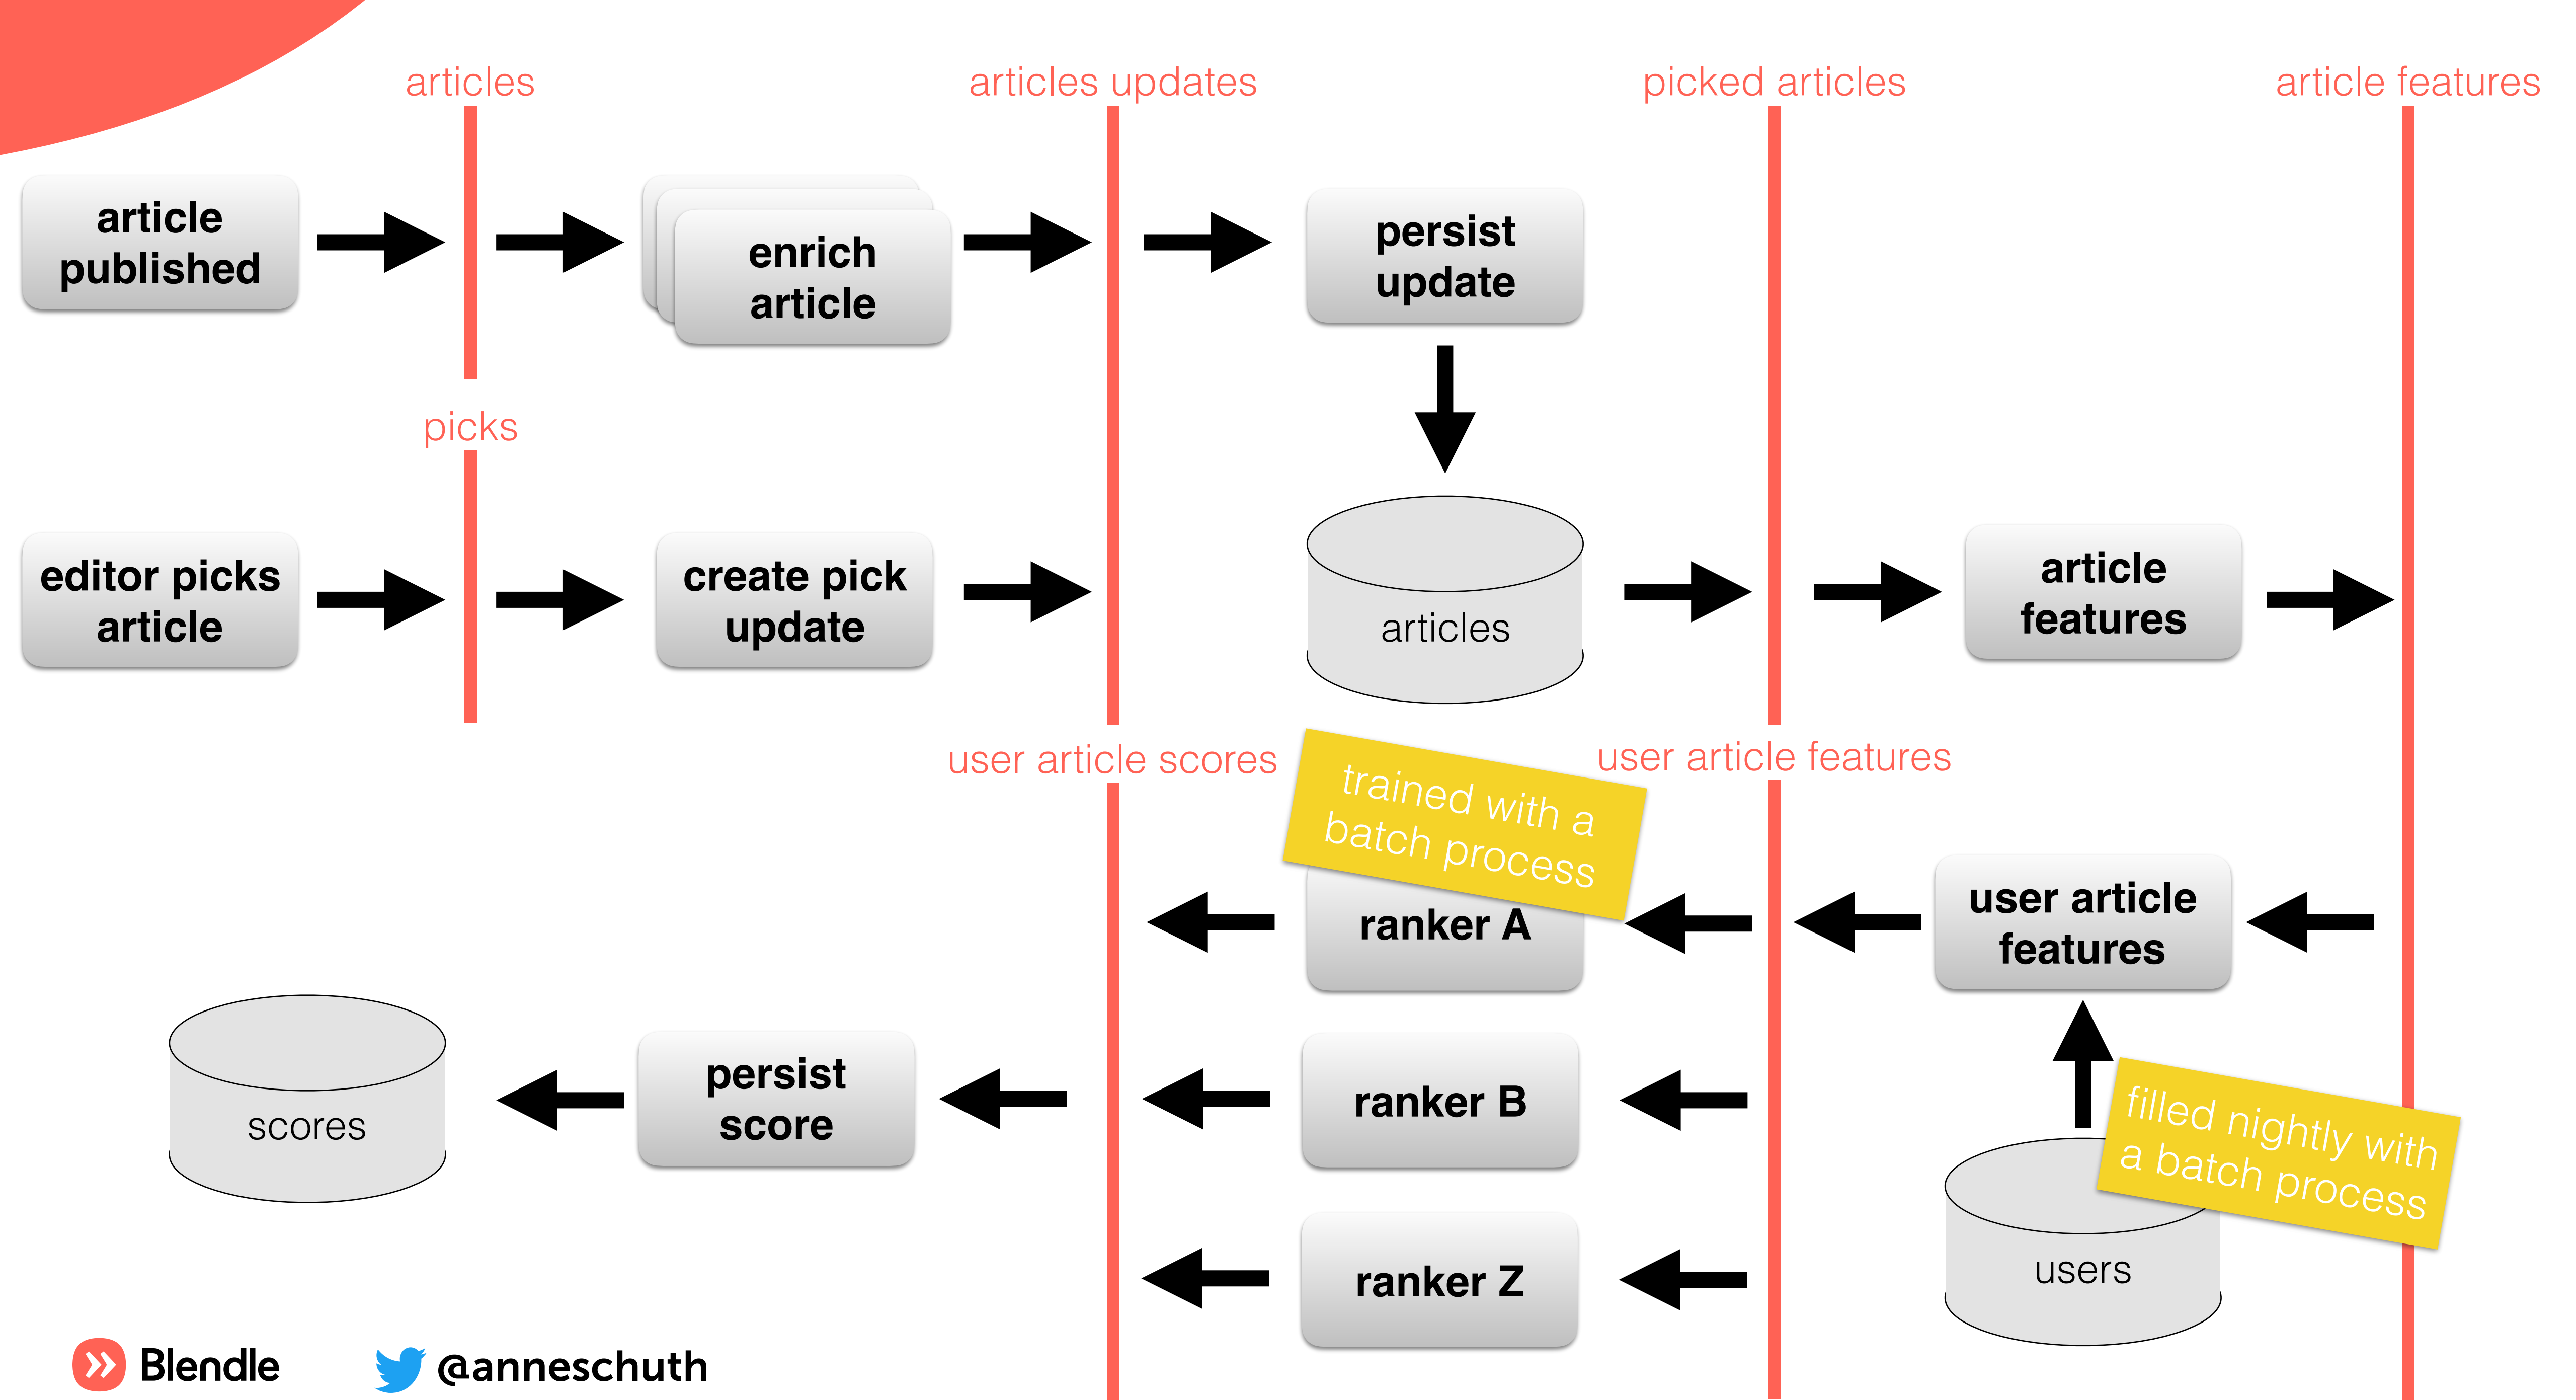 articles
articles updates
picked articles
article features
article
published
enrich
article
persist
update
picks
editor picks
article
create pick
update
articles
article
features
user article scores
trained with a
batch process
user article features
ranker A
user article
features
scores
persist
score
ranker B
filled nightly with
a batch process
users
ranker Z
Blendle
@anneschuth